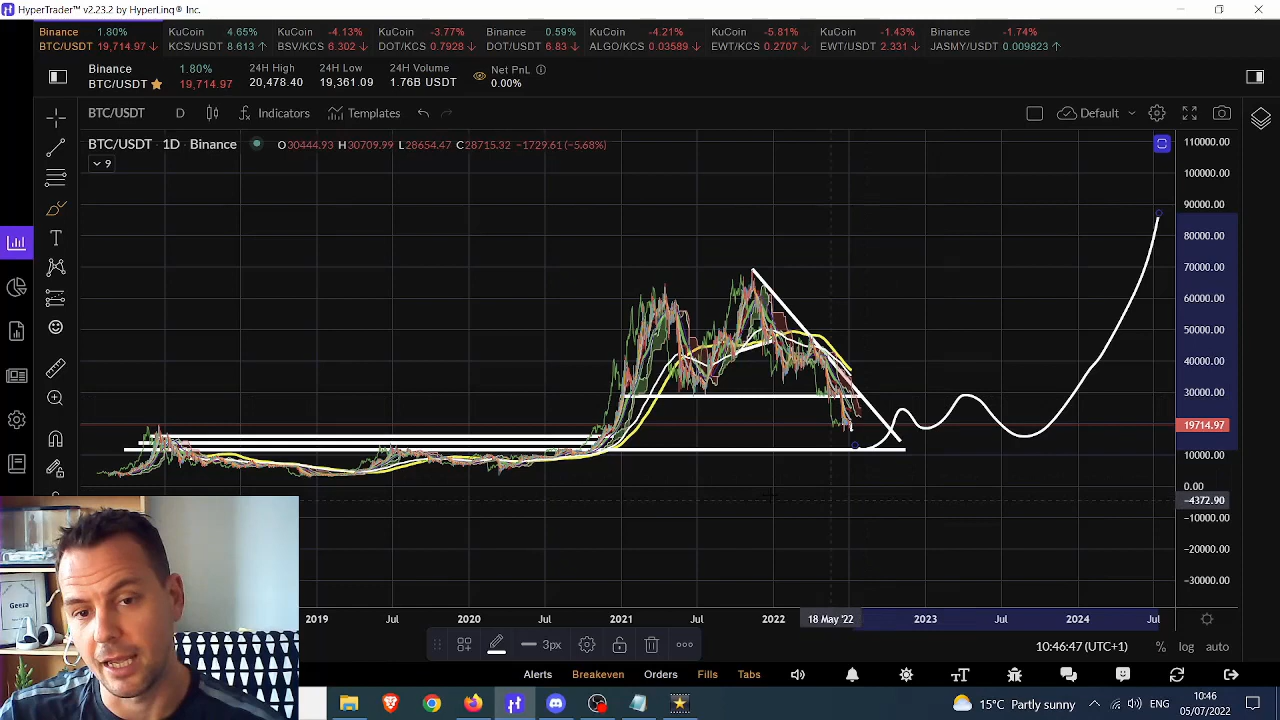 HyperTrader™ v2.23.2 by HyperLinq® Inc.
Binance 1.80% KuCoin 4.65% KuCoin -4.13% KuCoin -3.77% Binance 0.59% KuCoin -4.21% KuCoin -5.81% KuCoin -1.43% Binance -1.74%
BTC/USDT 19,714.97↓ KCS/USDT 8.613↑ BSV/KCS 6.302↓ DOT/KCS 0.7928↓ DOT/USDT 6.83↓ ALGO/KCS 0.03589↓ EWT/KCS 0.2707↓ EWT/USDT 2.331↓ JASMY/USDT 0.009823↑
Binance 1.80% 24H High 24H Low 24H Volume Net PnL
BTC/USDT 19,714.97 20,478.40 19,361.09 1.76B USDT 0.00%
BTC/USDT D Indicators Templates Default
BTC/USDT · 1D · Binance O30444.93 H30709.99 L28654.47 C28715.32 −1729.61 (−5.68%)
9
110000.00
100000.00
90000.00
80000.00
70000.00
60000.00
50000.00
40000.00
30000.00
19714.97
10000.00
0.00
−4372.90
−10000.00
−20000.00
−30000.00
Geeza
2019 Jul 2020 Jul 2021 Jul 2022 18 May '22 2023 Jul 2024 Jul
3px 10:46:47 (UTC+1) % log auto
Alerts Breakeven Orders Fills Tabs
15°C Partly sunny ENG 10:46
05/07/2022